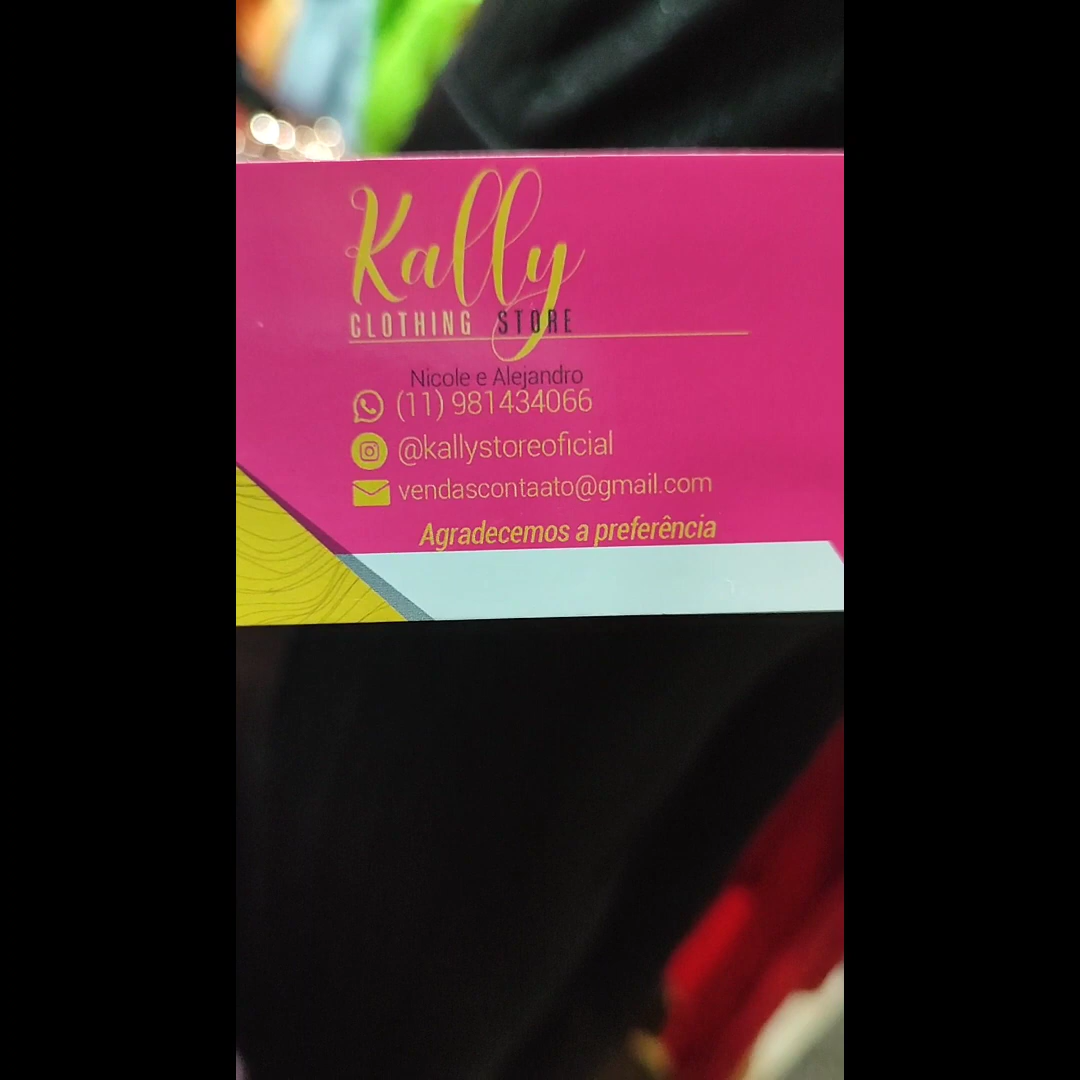 Kally
CLOTHING STORE
Nicole e Alejandro
(11) 981434066
@kallystoreoficial
vendascontaato@gmail.com
Agradecemos a preferência